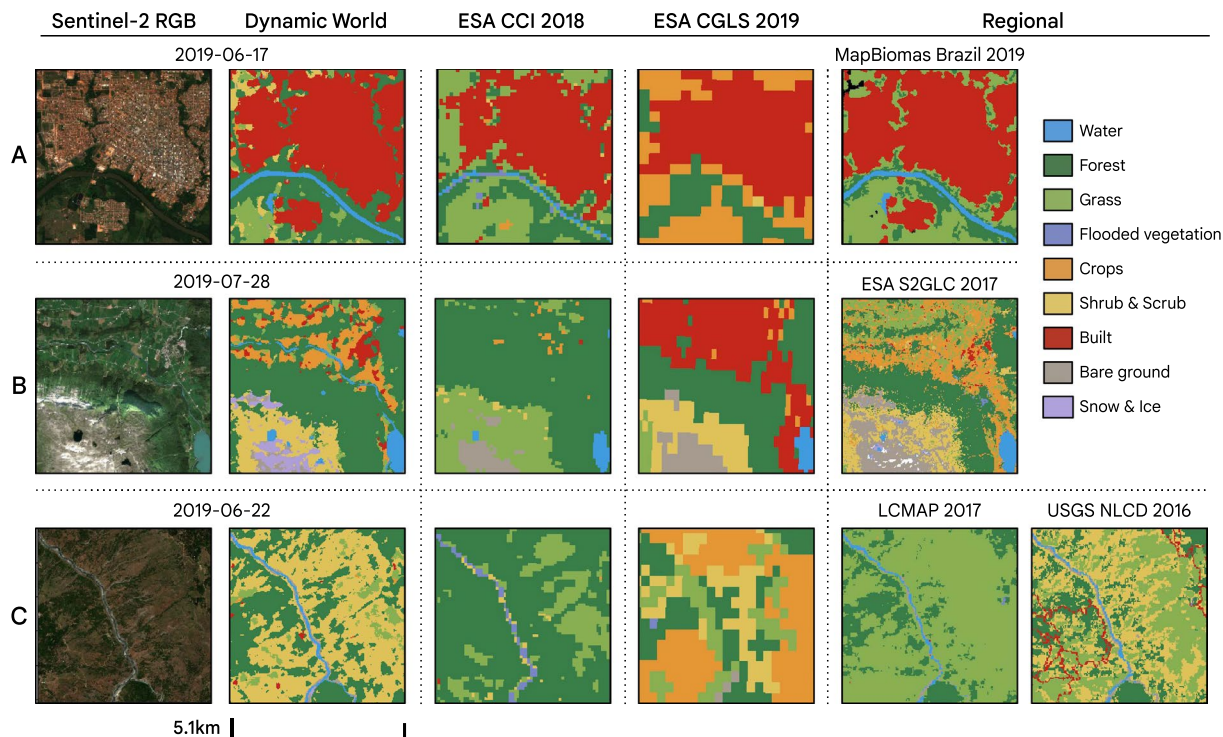 Sentinel-2 RGB Dynamic World ESA CCI 2018 ESA CGLS 2019 Regional
2019-06-17 MapBiomas Brazil 2019
A
2019-07-28 ESA S2GLC 2017
B
2019-06-22 LCMAP 2017 USGS NLCD 2016
C
5.1km
Water
Forest
Grass
Flooded vegetation
Crops
Shrub & Scrub
Built
Bare ground
Snow & Ice